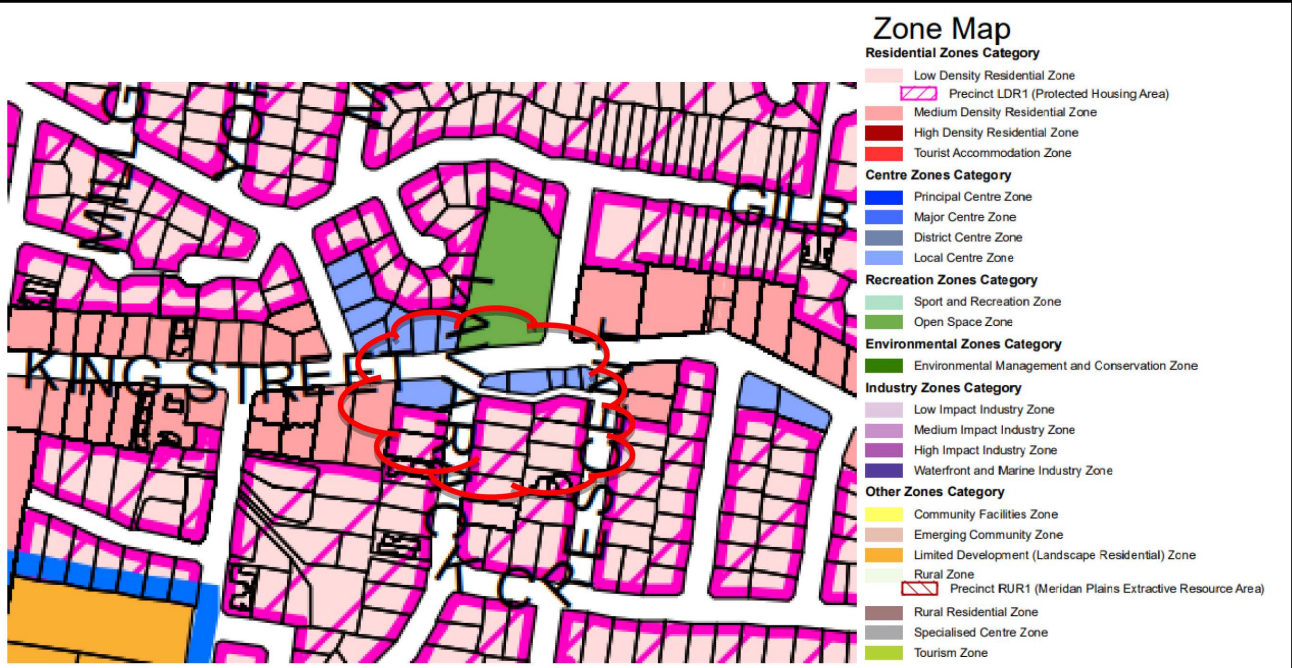 Zone Map
Residential Zones Category
Low Density Residential Zone
Precinct LDR1 (Protected Housing Area)
Medium Density Residential Zone
High Density Residential Zone
Tourist Accommodation Zone
Centre Zones Category
Principal Centre Zone
Major Centre Zone
District Centre Zone
Local Centre Zone
Recreation Zones Category
Sport and Recreation Zone
Open Space Zone
Environmental Zones Category
Environmental Management and Conservation Zone
Industry Zones Category
Low Impact Industry Zone
Medium Impact Industry Zone
High Impact Industry Zone
Waterfront and Marine Industry Zone
Other Zones Category
Community Facilities Zone
Emerging Community Zone
Limited Development (Landscape Residential) Zone
Rural Zone
Precinct RUR1 (Meridan Plains Extractive Resource Area)
Rural Residential Zone
Specialised Centre Zone
Tourism Zone
GILB
KING STREET